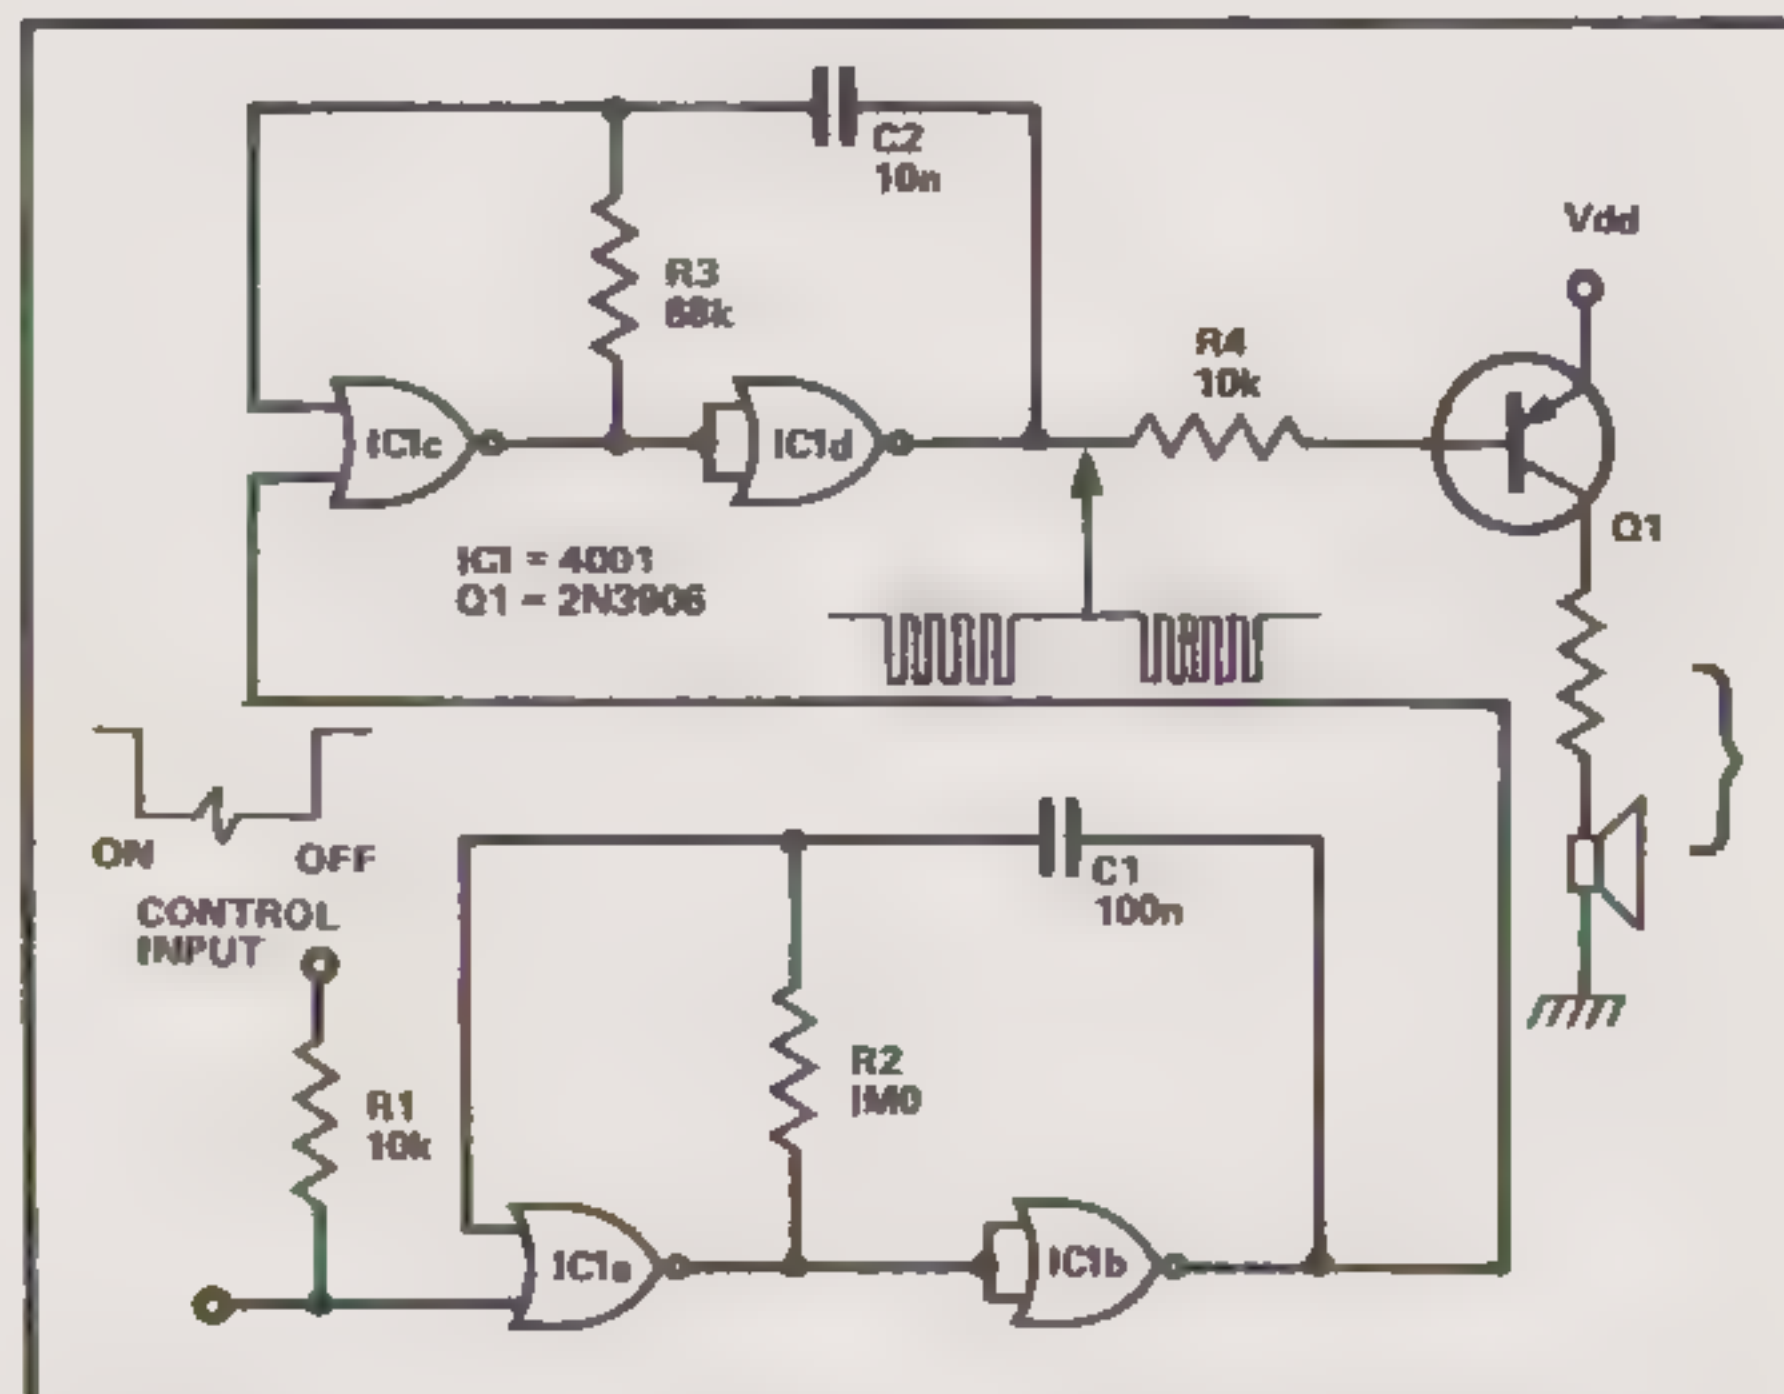 C2
10n
Vdd
R3
R4
10k
IC1c
IC1d
Q1
IC1 = 4001
Q1 = 2N3906
ON
OFF
CONTROL
INPUT
C1
100n
R2
1M0
R1
10k
IC1a
IC1b